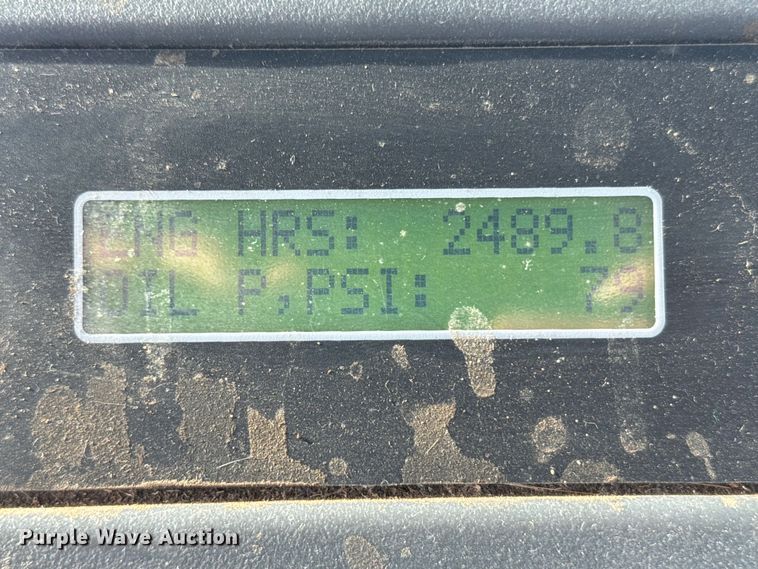 ENG HRS: 2489.8
OIL P,PSI: 79
Purple Wave Auction